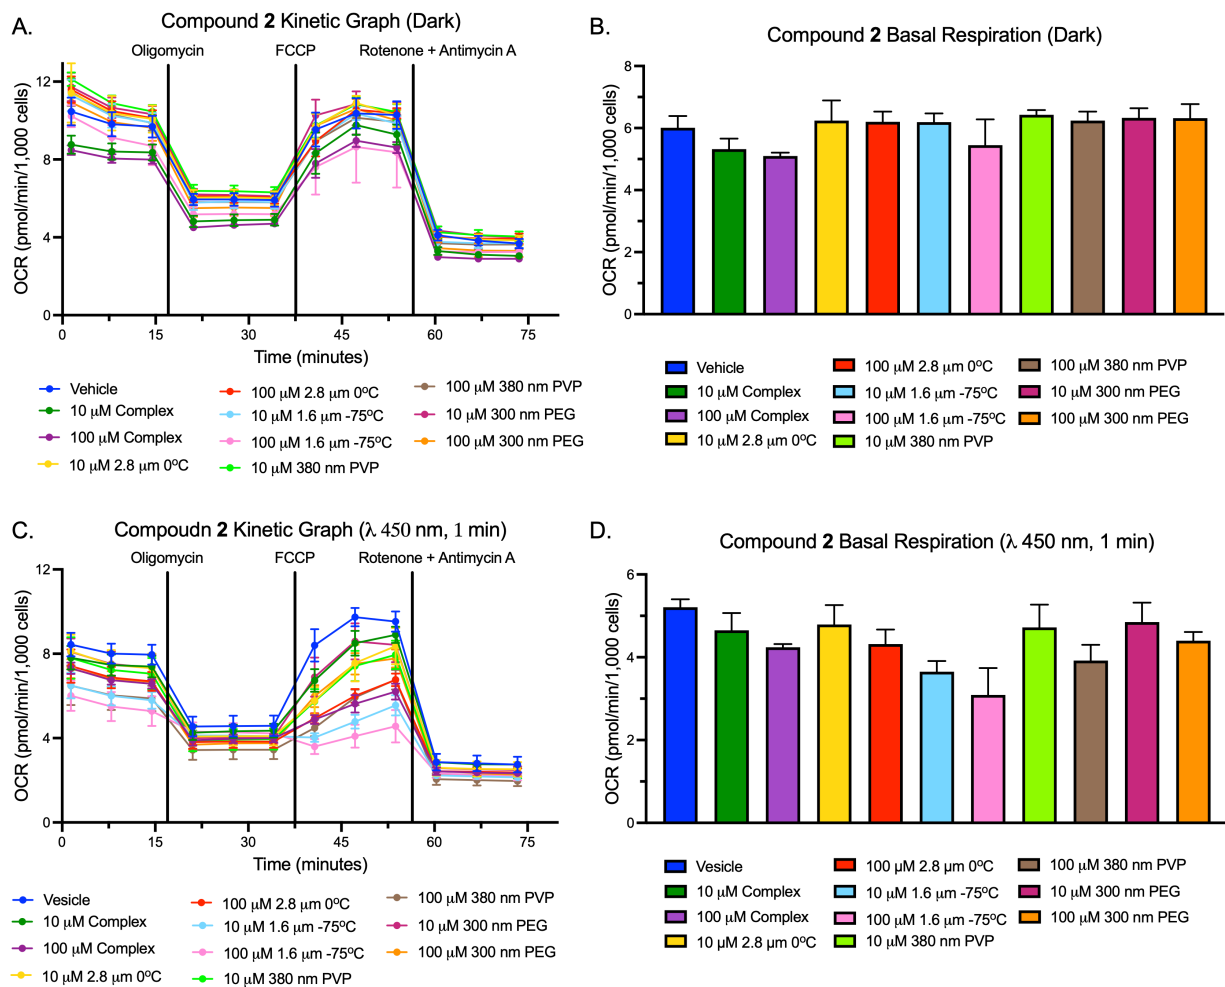 A.
Compound 2 Kinetic Graph (Dark)
Oligomycin FCCP Rotenone + Antimycin A
OCR (pmol/min/1,000 cells)
12
8
4
0
0 15 30 45 60 75
Time (minutes)
Vehicle
10 μM Complex
100 μM Complex
10 μM 2.8 μm 0ºC
100 μM 2.8 μm 0ºC
10 μM 1.6 μm -75ºC
100 μM 1.6 μm -75ºC
10 μM 380 nm PVP
100 μM 380 nm PVP
10 μM 300 nm PEG
100 μM 300 nm PEG
B.
Compound 2 Basal Respiration (Dark)
OCR (pmol/min/1,000 cells)
8
6
4
2
0
Vehicle
10 μM Complex
100 μM Complex
10 μM 2.8 μm 0ºC
100 μM 2.8 μm 0ºC
10 μM 1.6 μm -75ºC
100 μM 1.6 μm -75ºC
10 μM 380 nm PVP
100 μM 380 nm PVP
10 μM 300 nm PEG
100 μM 300 nm PEG
C.
Compoudn 2 Kinetic Graph (λ 450 nm, 1 min)
Oligomycin FCCP Rotenone + Antimycin A
OCR (pmol/min/1,000 cells)
12
8
4
0
0 15 30 45 60 75
Time (minutes)
Vesicle
10 μM Complex
100 μM Complex
10 μM 2.8 μm 0ºC
100 μM 2.8 μm 0ºC
10 μM 1.6 μm -75ºC
100 μM 1.6 μm -75ºC
10 μM 380 nm PVP
100 μM 380 nm PVP
10 μM 300 nm PEG
100 μM 300 nm PEG
D.
Compound 2 Basal Respiration (λ 450 nm, 1 min)
OCR (pmol/min/1,000 cells)
6
4
2
0
Vesicle
10 μM Complex
100 μM Complex
10 μM 2.8 μm 0ºC
100 μM 2.8 μm 0ºC
10 μM 1.6 μm -75ºC
100 μM 1.6 μm -75ºC
10 μM 380 nm PVP
100 μM 380 nm PVP
10 μM 300 nm PEG
100 μM 300 nm PEG